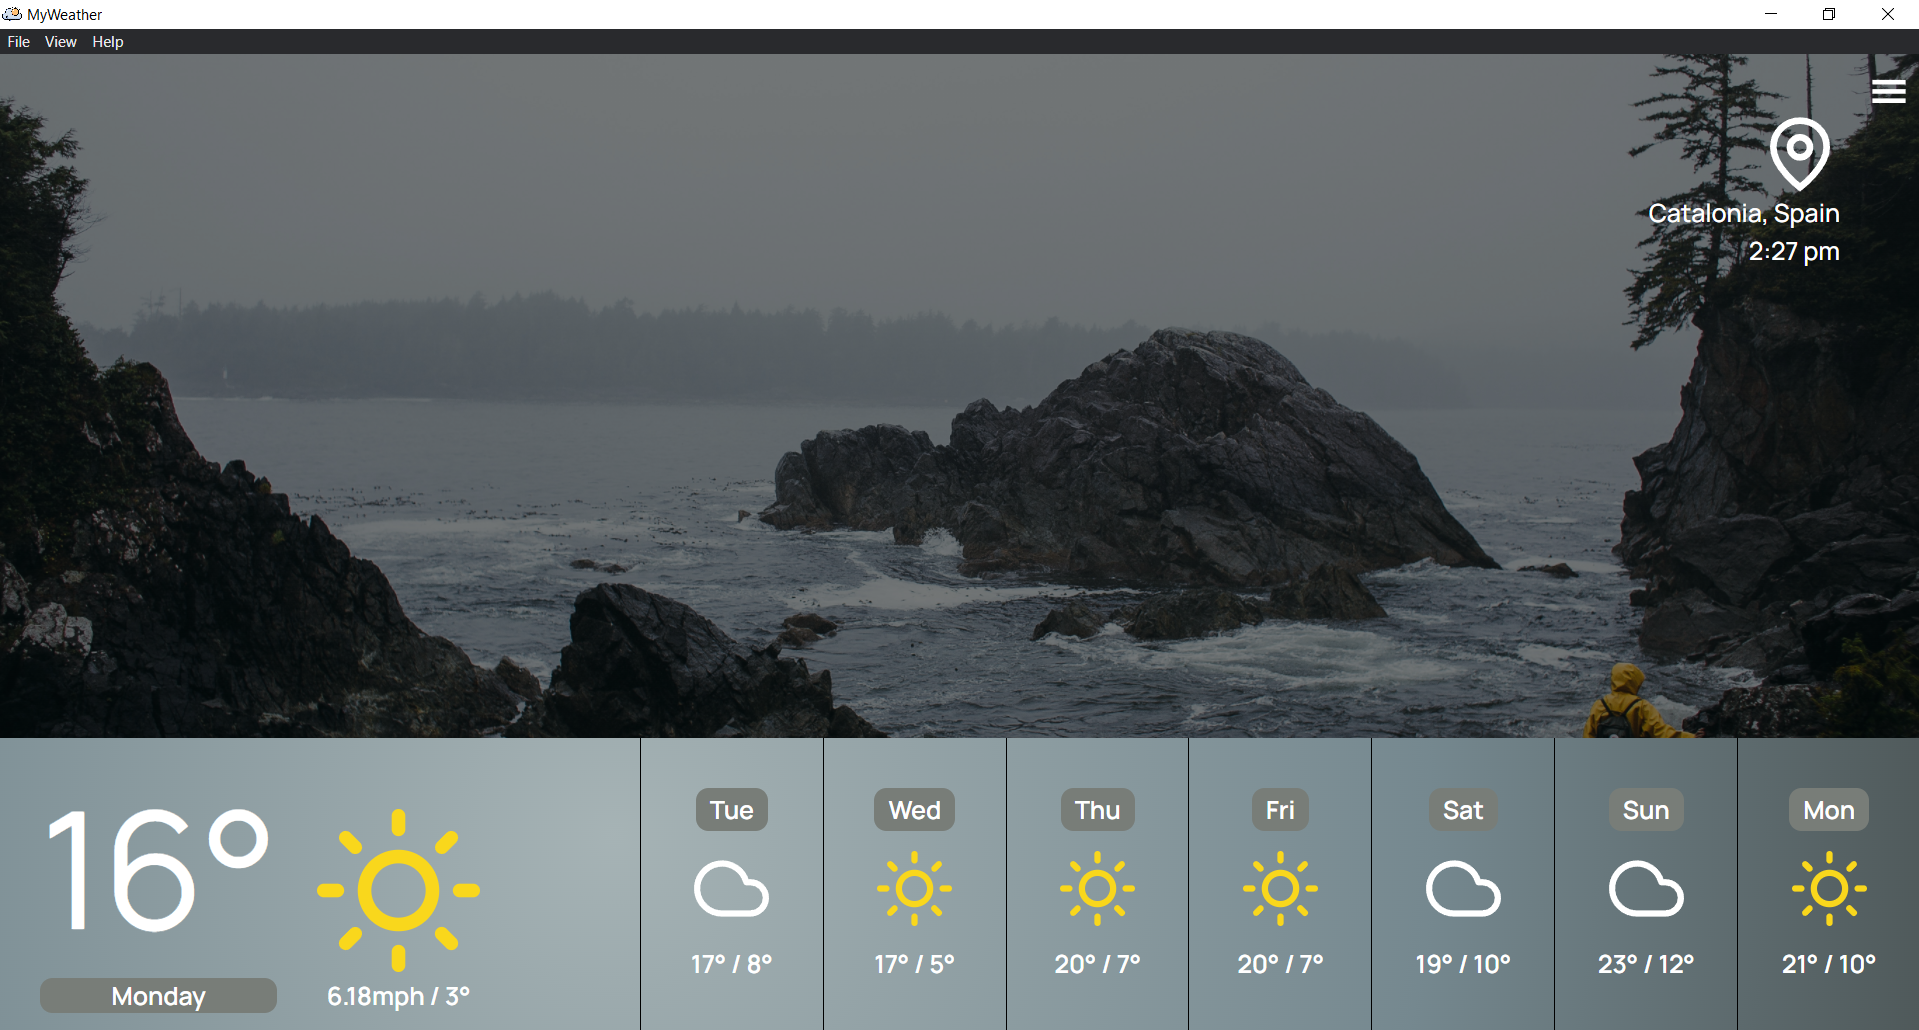 MyWeather
File View Help
Catalonia, Spain
2:27 pm
16°
Monday
6.18mph / 3°
Tue
17° / 8°
Wed
17° / 5°
Thu
20° / 7°
Fri
20° / 7°
Sat
19° / 10°
Sun
23° / 12°
Mon
21° / 10°